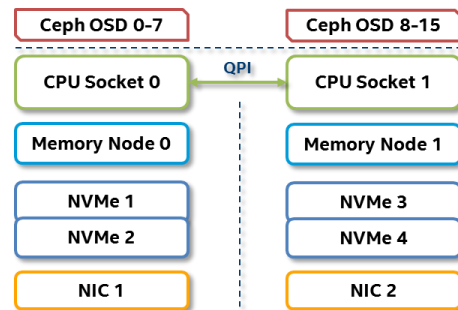 Ceph OSD 0-7
Ceph OSD 8-15
CPU Socket 0
QPI
CPU Socket 1
Memory Node 0
Memory Node 1
NVMe 1
NVMe 3
NVMe 2
NVMe 4
NIC 1
NIC 2